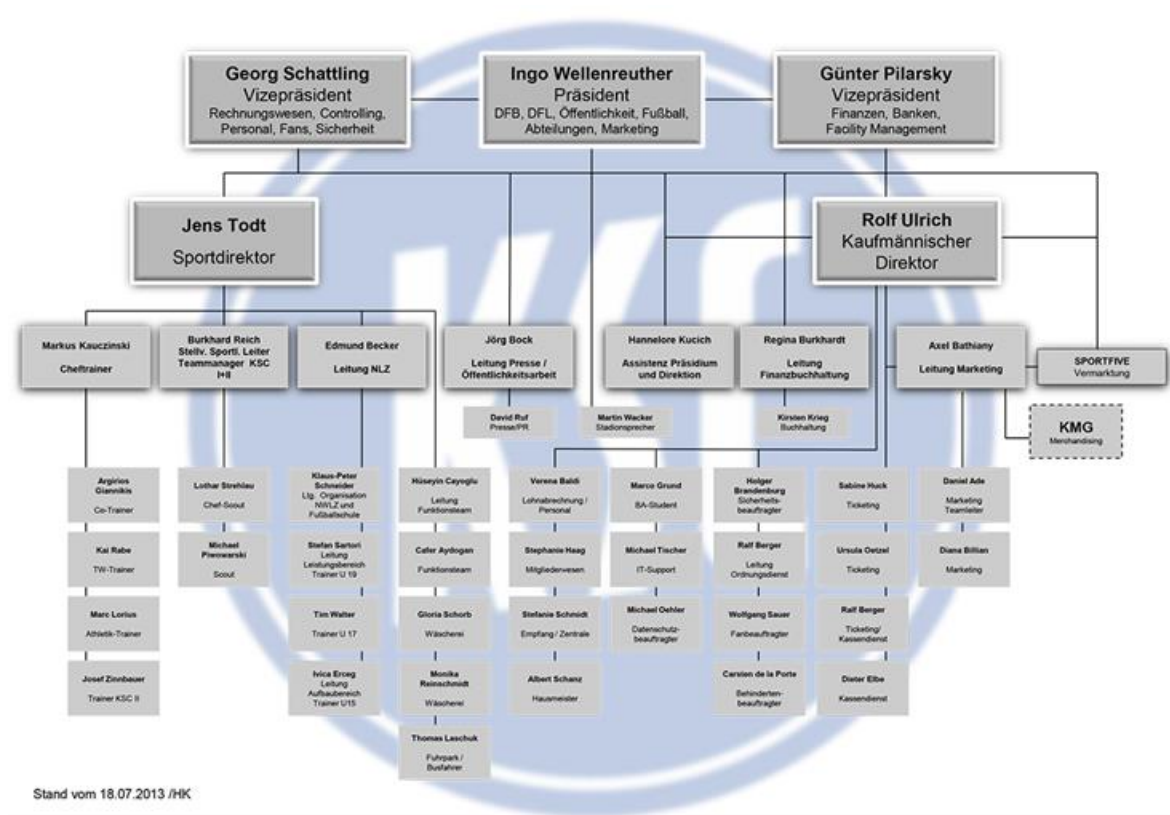 Georg Schattling
Vizepräsident
Rechnungswesen, Controlling,
Personal, Fans, Sicherheit
Ingo Wellenreuther
Präsident
DFB, DFL, Öffentlichkeit, Fußball,
Abteilungen, Marketing
Günter Pilarsky
Vizepräsident
Finanzen, Banken,
Facility Management
Jens Todt
Sportdirektor
Rolf Ulrich
Kaufmännischer
Direktor
Markus Kauczinski
Cheftrainer
Burkhard Reich
Stellv. Sportl. Leiter
Teammanager KSC
I+II
Edmund Becker
Leitung NLZ
Jörg Bock
Leitung Presse /
Öffentlichkeitsarbeit
Hannelore Kucich
Assistenz Präsidium
und Direktion
Regina Burkhardt
Leitung
Finanzbuchhaltung
Axel Bathiany
Leitung Marketing
SPORTFIVE
Vermarktung
David Ruf
Presse/PR
Martin Wacker
Stadionsprecher
Kirsten Krieg
Buchhaltung
KMG
Merchandising
Argirios
Giannikis
Co-Trainer
Lothar Strehlau
Chef-Scout
Klaus-Peter
Schneider
Ltg. Organisation
NWLZ und
Fußballschule
Hüseyin Cayoglu
Leitung
Funktionsteam
Verena Baldi
Lohnabrechnung /
Personal
Marco Grund
BA-Student
Holger
Brandenburg
Sicherheits-
beauftragter
Sabine Huck
Ticketing
Daniel Ade
Marketing
Teamleiter
Kai Rabe
TW-Trainer
Michael
Piwowarski
Scout
Stefan Sartori
Leitung
Leistungsbereich
Trainer U 19
Cafer Aydogan
Funktionsteam
Stephanie Haag
Mitgliederwesen
Michael Tischer
IT-Support
Ralf Berger
Leitung
Ordnungsdienst
Ursula Oetzel
Ticketing
Diana Billian
Marketing
Marc Lorius
Athletik-Trainer
Tim Walter
Trainer U 17
Gloria Schorb
Wäscherei
Stefanie Schmidt
Empfang / Zentrale
Michael Oehler
Datenschutz-
beauftragter
Wolfgang Sauer
Fanbeauftragter
Ralf Berger
Ticketing/
Kassendienst
Josef Zinnbauer
Trainer KSC II
Ivica Erceg
Leitung
Aufbaubereich
Trainer U15
Monika
Reinschmidt
Wäscherei
Albert Schanz
Hausmeister
Carsten de la Porte
Behinderten-
beauftragter
Dieter Elbe
Kassendienst
Thomas Laschuk
Fuhrpark /
Busfahrer
KSC
Stand vom 18.07.2013 /HK